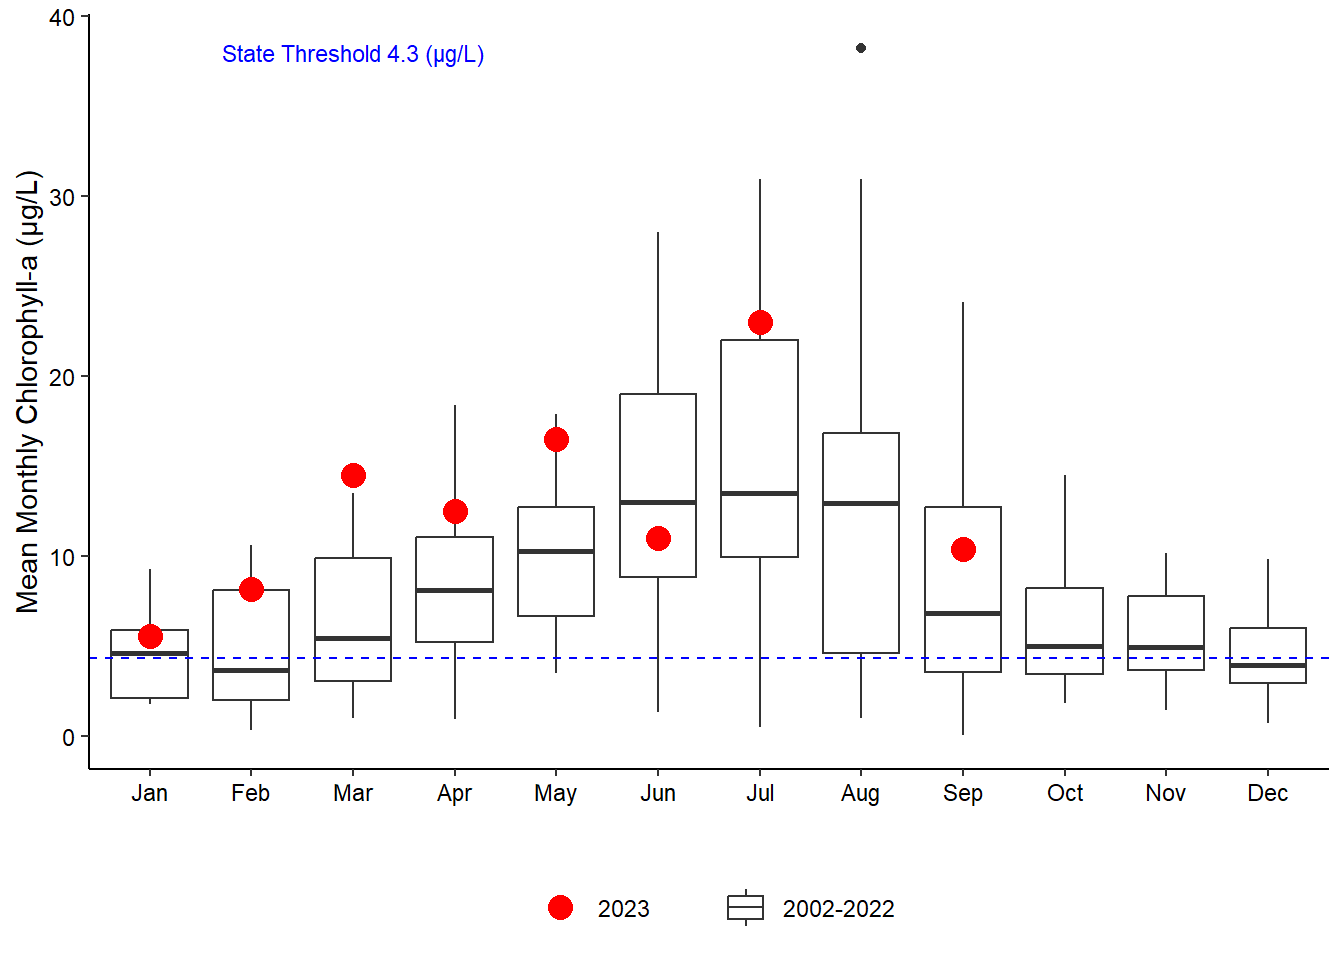 State Threshold 4.3 (µg/L)
Mean Monthly Chlorophyll-a (µg/L)
40
30
20
10
0
Jan Feb Mar Apr May Jun Jul Aug Sep Oct Nov Dec
2023 2002-2022